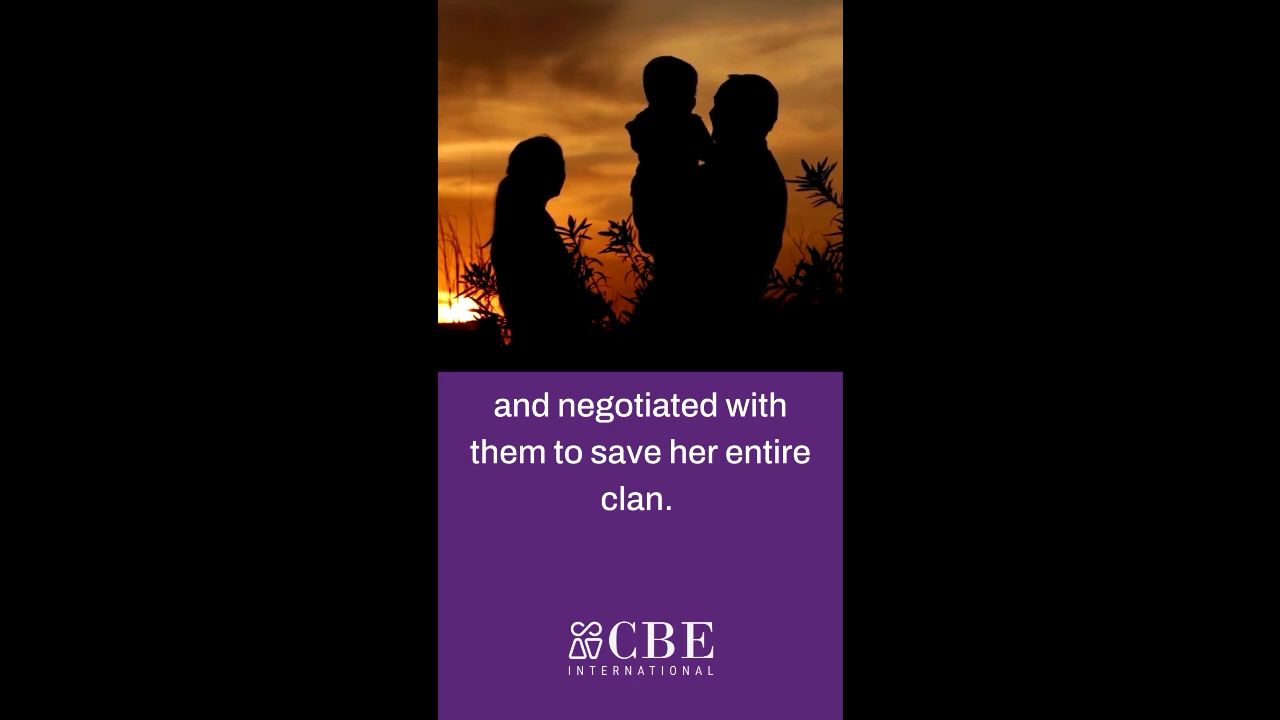 and negotiated with
them to save her entire
clan.
CBE
INTERNATIONAL